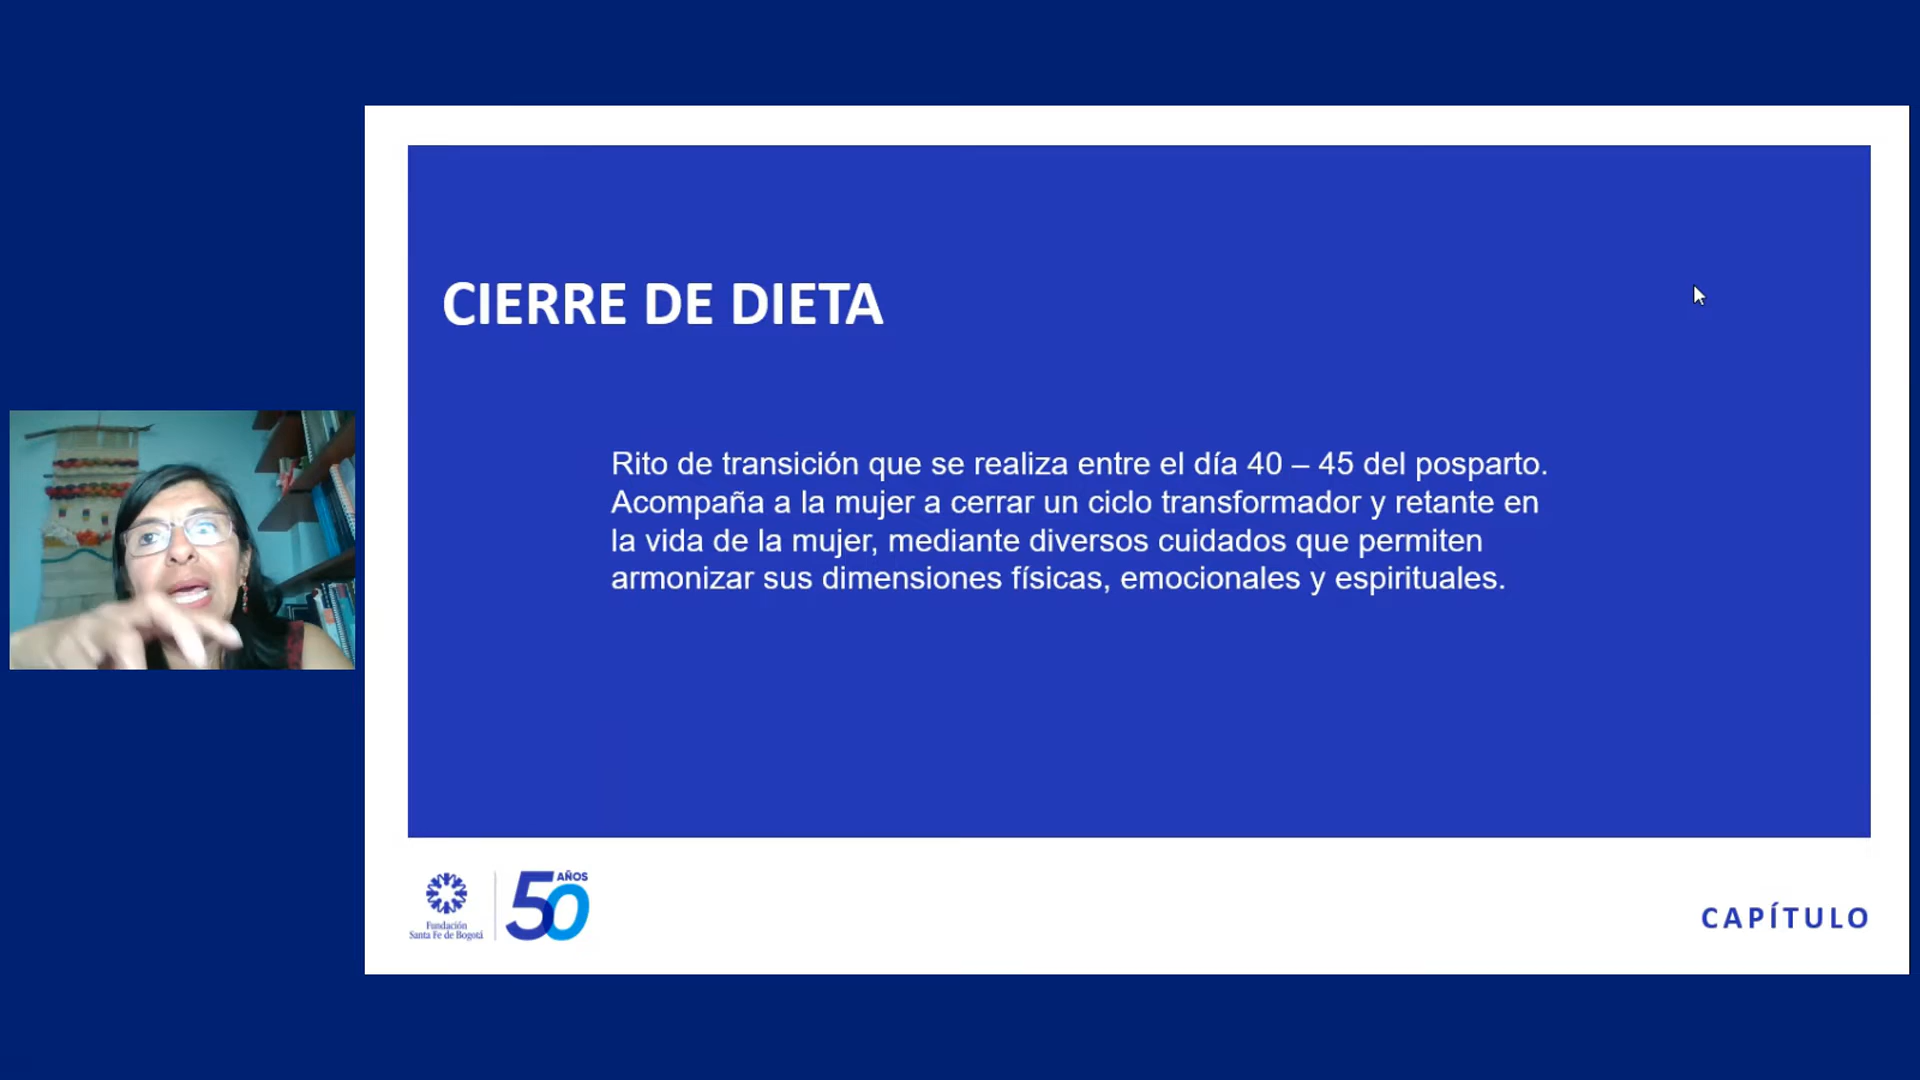 CIERRE DE DIETA
Rito de transición que se realiza entre el día 40 – 45 del posparto.
Acompaña a la mujer a cerrar un ciclo transformador y retante en
la vida de la mujer, mediante diversos cuidados que permiten
armonizar sus dimensiones físicas, emocionales y espirituales.
Fundación
Santa Fe de Bogotá
50 AÑOS
CAPÍTULO